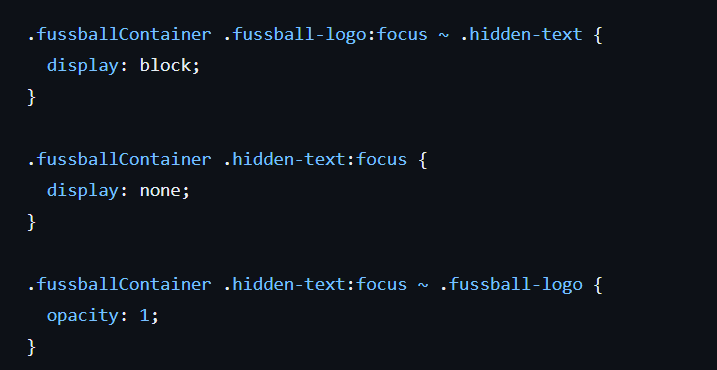 .fussballContainer .fussball-logo:focus ~ .hidden-text {
  display: block;
}

.fussballContainer .hidden-text:focus {
  display: none;
}

.fussballContainer .hidden-text:focus ~ .fussball-logo {
  opacity: 1;
}